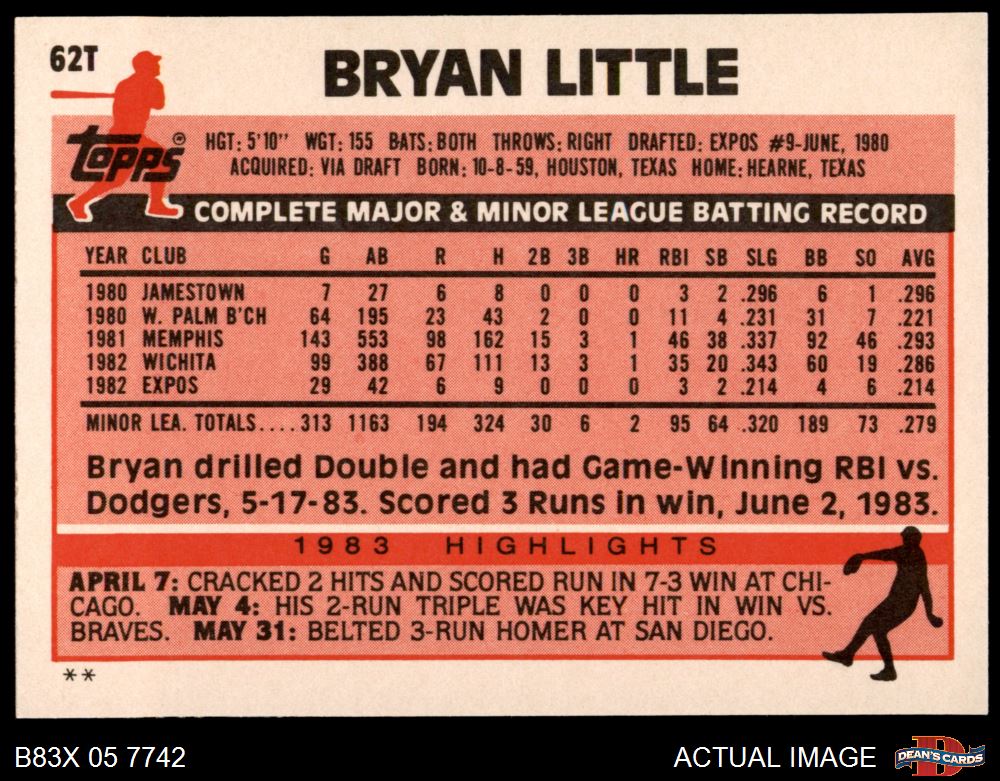 62T
BRYAN LITTLE
topps®
HGT: 5'10" WGT: 155 BATS: BOTH THROWS: RIGHT DRAFTED: EXPOS #9-JUNE, 1980
ACQUIRED: VIA DRAFT BORN: 10-8-59, HOUSTON, TEXAS HOME: HEARNE, TEXAS
COMPLETE MAJOR & MINOR LEAGUE BATTING RECORD
YEAR CLUB G AB R H 2B 3B HR RBI SB SLG BB SO AVG
1980 JAMESTOWN 7 27 6 8 0 0 0 3 2 .296 6 1 .296
1980 W. PALM B'CH 64 195 23 43 2 0 0 11 4 .231 31 7 .221
1981 MEMPHIS 143 553 98 162 15 3 1 46 38 .337 92 46 .293
1982 WICHITA 99 388 67 111 13 3 1 35 20 .343 60 19 .286
1982 EXPOS 29 42 6 9 0 0 0 3 2 .214 4 6 .214
MINOR LEA. TOTALS.... 313 1163 194 324 30 6 2 95 64 .320 189 73 .279
Bryan drilled Double and had Game-Winning RBI vs.
Dodgers, 5-17-83. Scored 3 Runs in win, June 2, 1983.
1983 HIGHLIGHTS
APRIL 7: CRACKED 2 HITS AND SCORED RUN IN 7-3 WIN AT CHI-
CAGO. MAY 4: HIS 2-RUN TRIPLE WAS KEY HIT IN WIN VS.
BRAVES. MAY 31: BELTED 3-RUN HOMER AT SAN DIEGO.
**
B83X 05 7742
ACTUAL IMAGE
D
DEAN'S CARDS